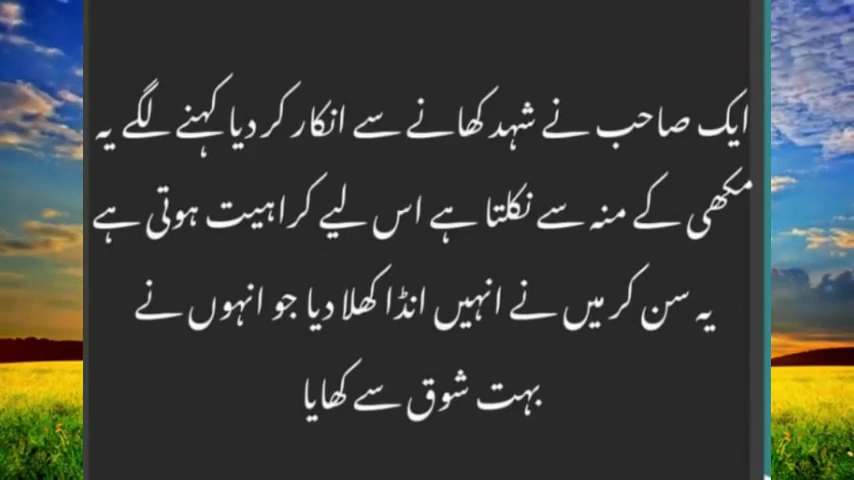 ایک صاحب نے شہد کھانے سے انکار کر دیا کہنے لگے یہ
مکھی کے منہ سے نکلتا ہے اس لیے کراہیت ہوتی ہے
یہ سن کر میں نے انہیں انڈا کھلا دیا جو انہوں نے
بہت شوق سے کھایا